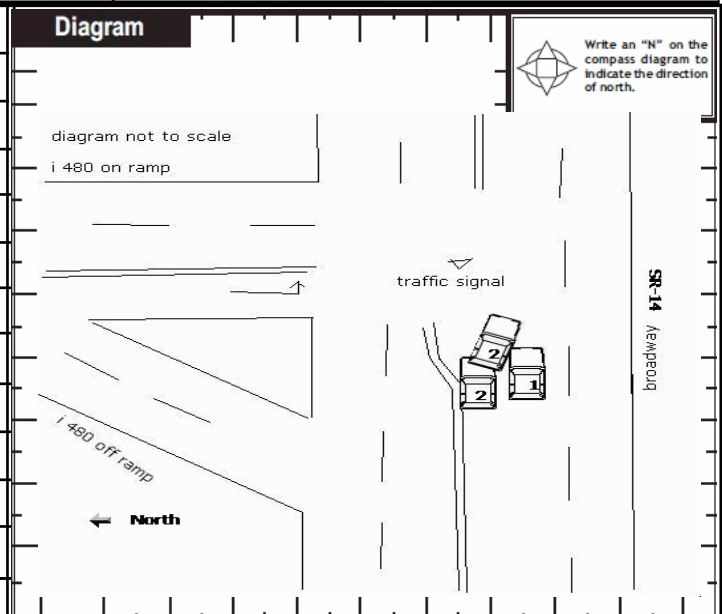 Diagram
Write an “N” on the
compass diagram to
indicate the direction
of north.
diagram not to scale
i 480 on ramp
traffic signal
SR-14
broadway
2
1
2
i 480 off ramp
North